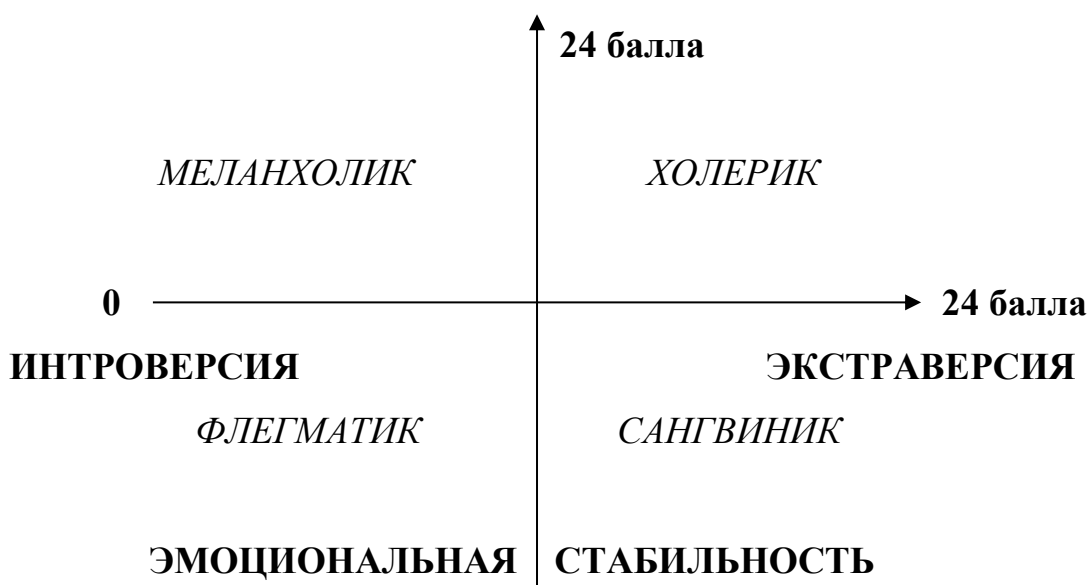 24 балла
МЕЛАНХОЛИК ХОЛЕРИК
0 24 балла
ИНТРОВЕРСИЯ ЭКСТРАВЕРСИЯ
ФЛЕГМАТИК САНГВИНИК
ЭМОЦИОНАЛЬНАЯ СТАБИЛЬНОСТЬ